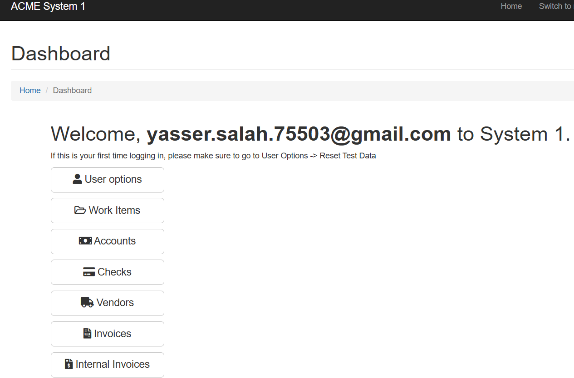 ACME System 1 Home Switch to
Dashboard
Home / Dashboard
Welcome, yasser.salah.75503@gmail.com to System 1.
If this is your first time logging in, please make sure to go to User Options -> Reset Test Data
User options
Work Items
Accounts
Checks
Vendors
Invoices
Internal Invoices